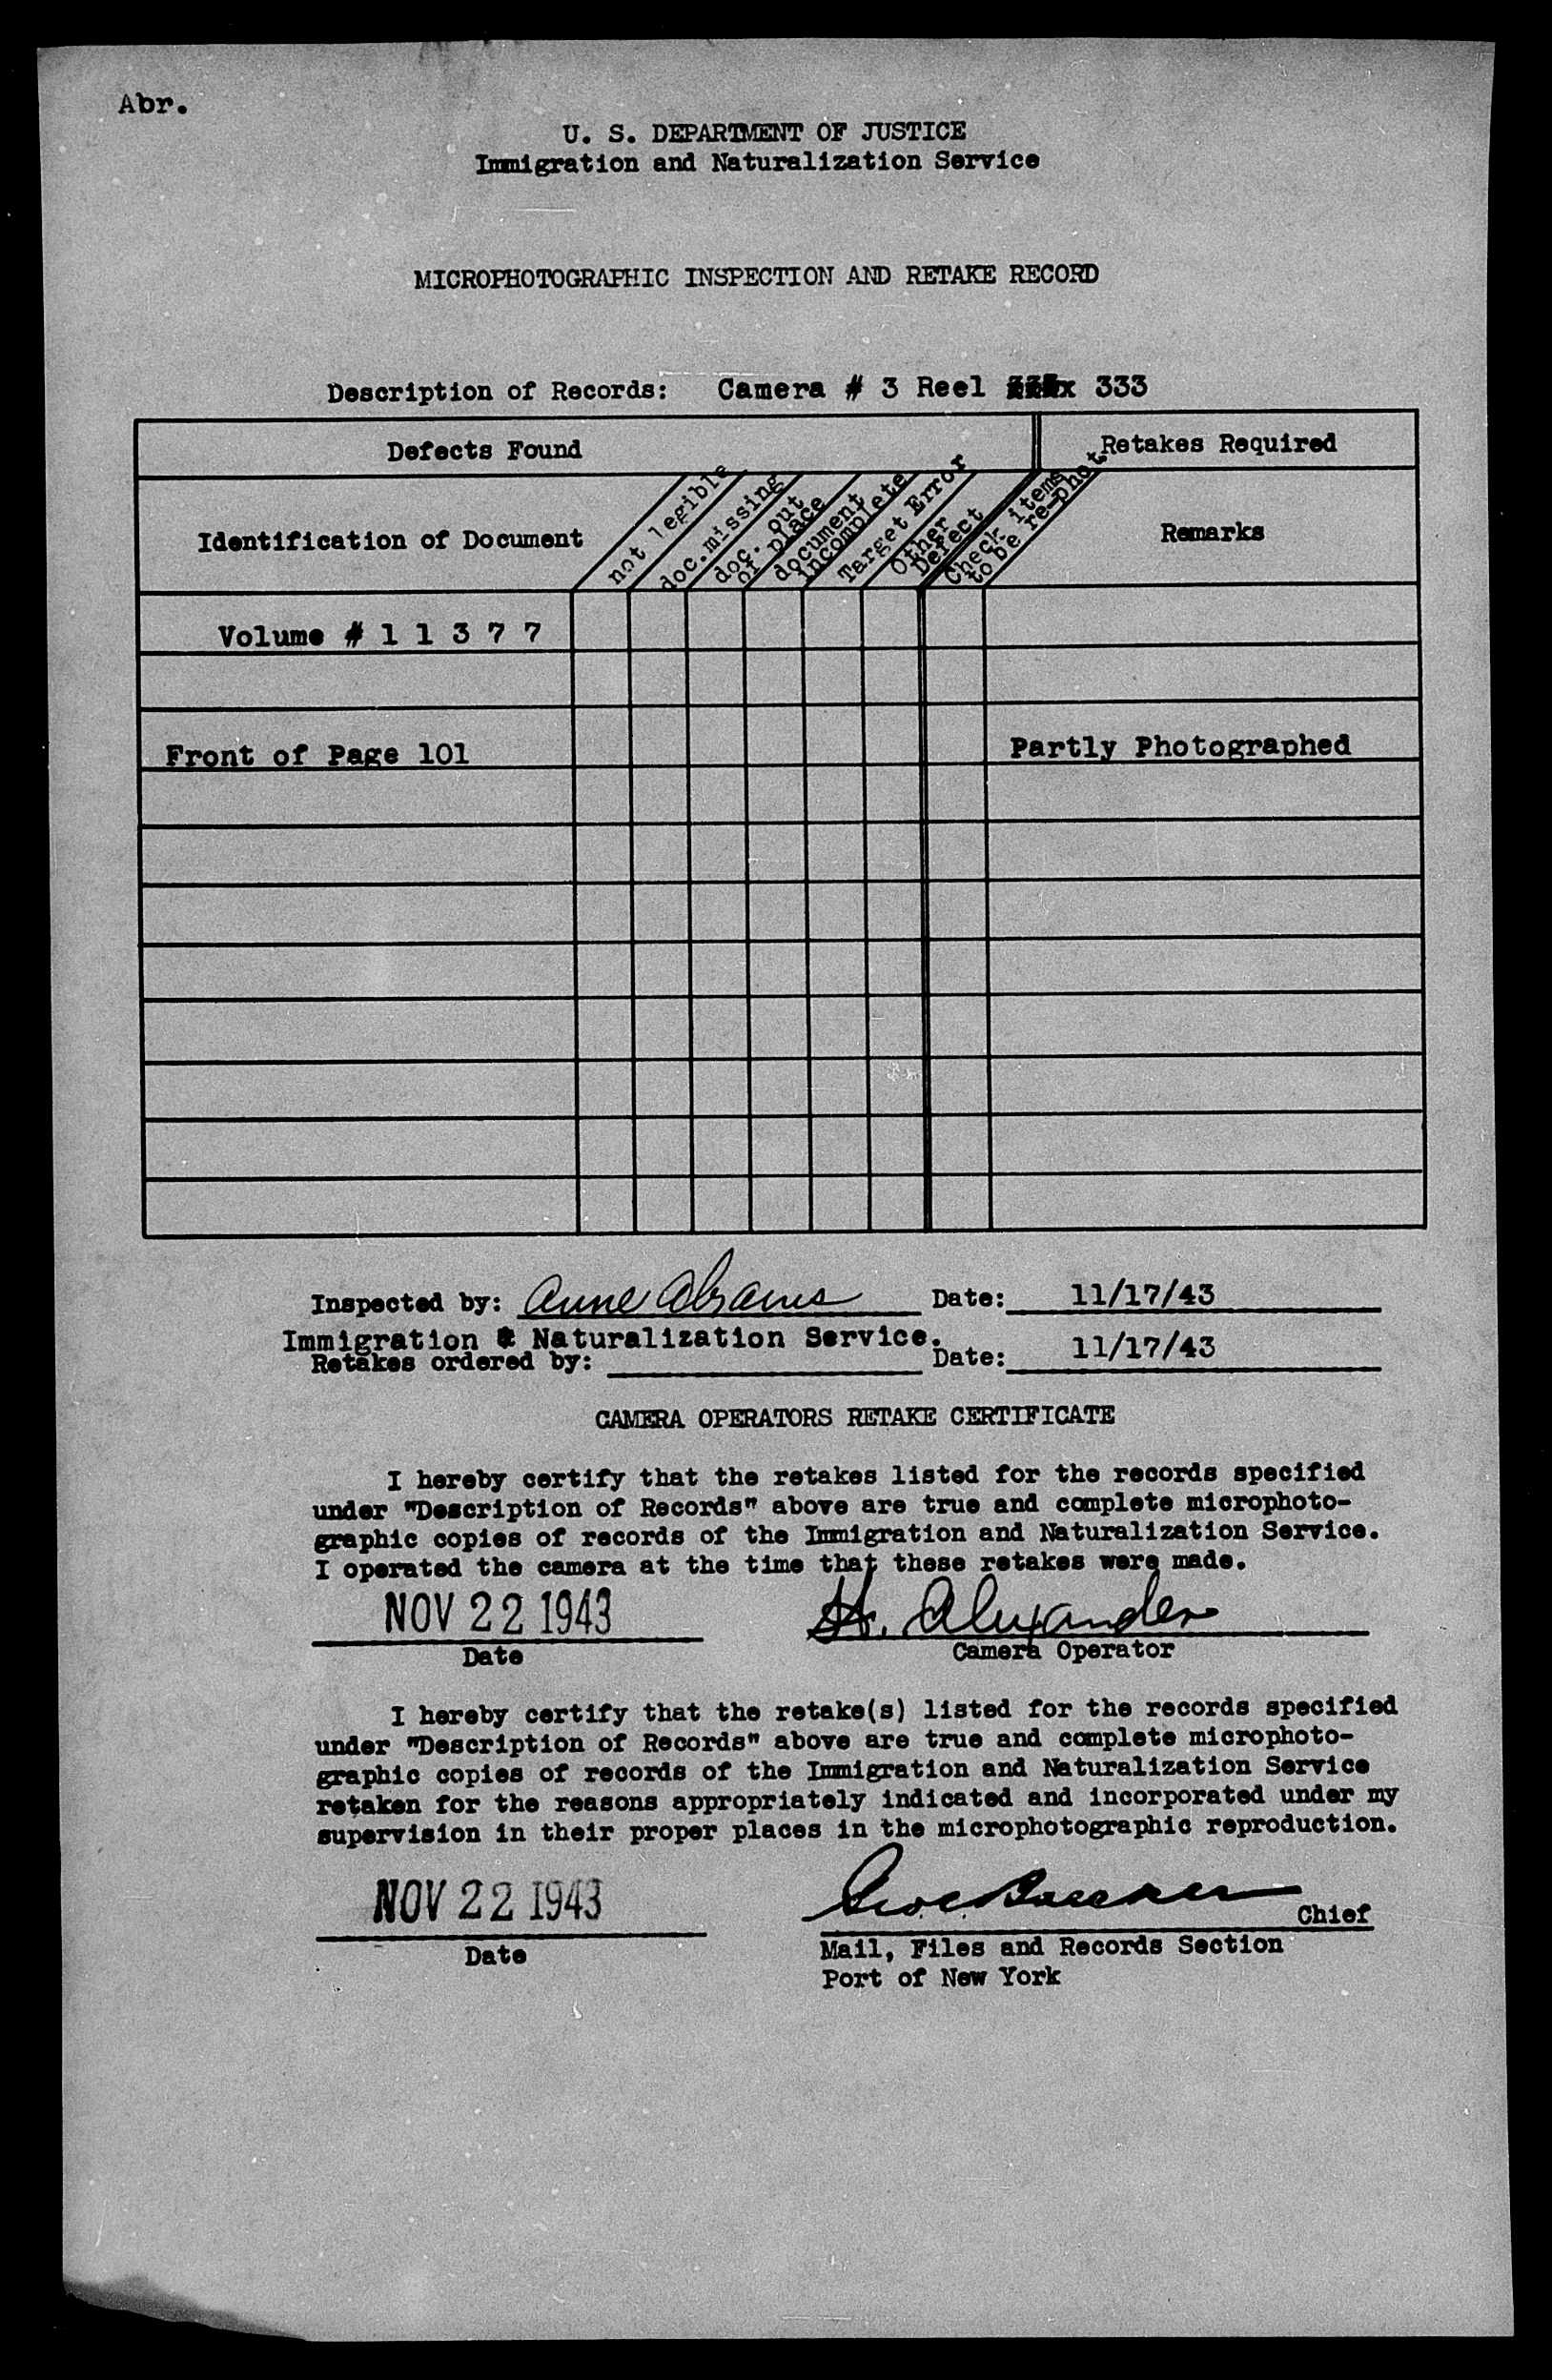 Abr.
U. S. DEPARTMENT OF JUSTICE
Immigration and Naturalization Service
MICROPHOTOGRAPHIC INSPECTION AND RETAKE RECORD
Description of Records: Camera # 3 Reel 333
Defects Found
Retakes Required
Identification of Document
not legible
doc.missing
doc. out
of place
document
incomplete
Target Error
Other
Defect
Check items
to be re-phot.
Remarks
Volume # 1 1 3 7 7
Front of Page 101
Partly Photographed
Inspected by: Anne Abrams Date: 11/17/43
Immigration & Naturalization Service.
Retakes ordered by: Date: 11/17/43
CAMERA OPERATORS RETAKE CERTIFICATE
I hereby certify that the retakes listed for the records specified
under "Description of Records" above are true and complete microphoto-
graphic copies of records of the Immigration and Naturalization Service.
I operated the camera at the time that these retakes were made.
NOV 22 1943 H. Alexander
Date Camera Operator
I hereby certify that the retake(s) listed for the records specified
under "Description of Records" above are true and complete microphoto-
graphic copies of records of the Immigration and Naturalization Service
retaken for the reasons appropriately indicated and incorporated under my
supervision in their proper places in the microphotographic reproduction.
NOV 22 1943 Chief
Date Mail, Files and Records Section
Port of New York